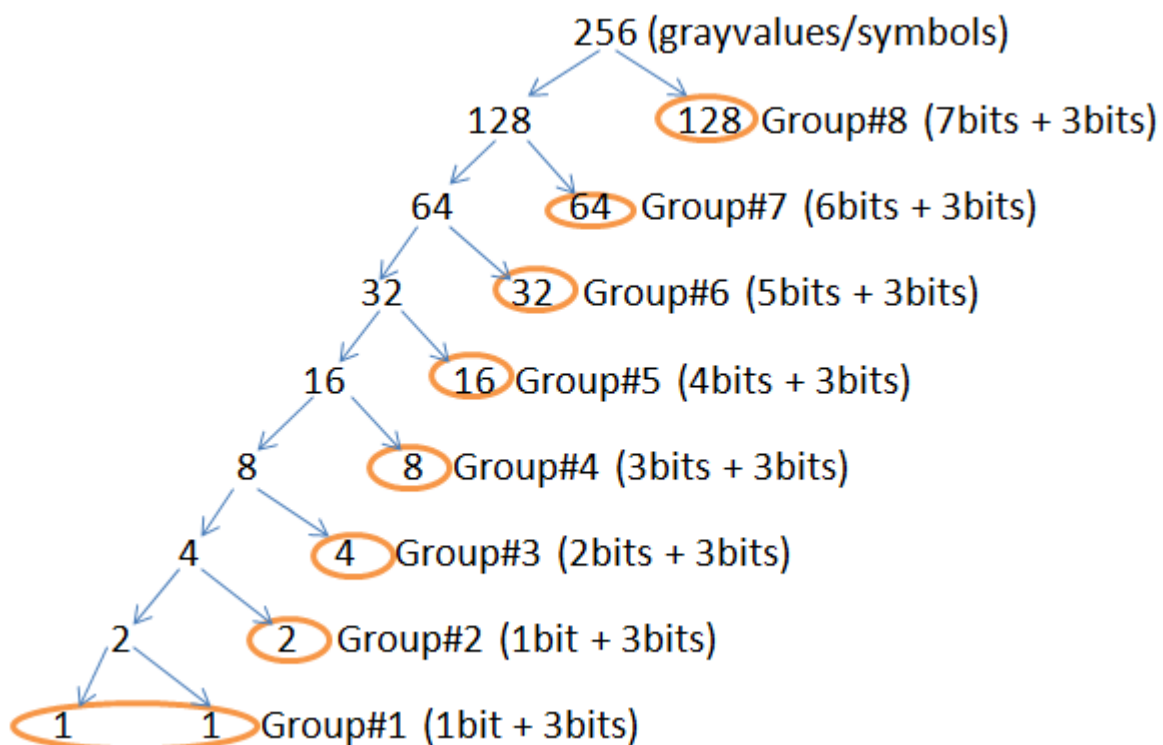 256 (grayvalues/symbols)
128 128 Group#8 (7bits + 3bits)
64 64 Group#7 (6bits + 3bits)
32 32 Group#6 (5bits + 3bits)
16 16 Group#5 (4bits + 3bits)
8 8 Group#4 (3bits + 3bits)
4 4 Group#3 (2bits + 3bits)
2 2 Group#2 (1bit + 3bits)
1 1 Group#1 (1bit + 3bits)